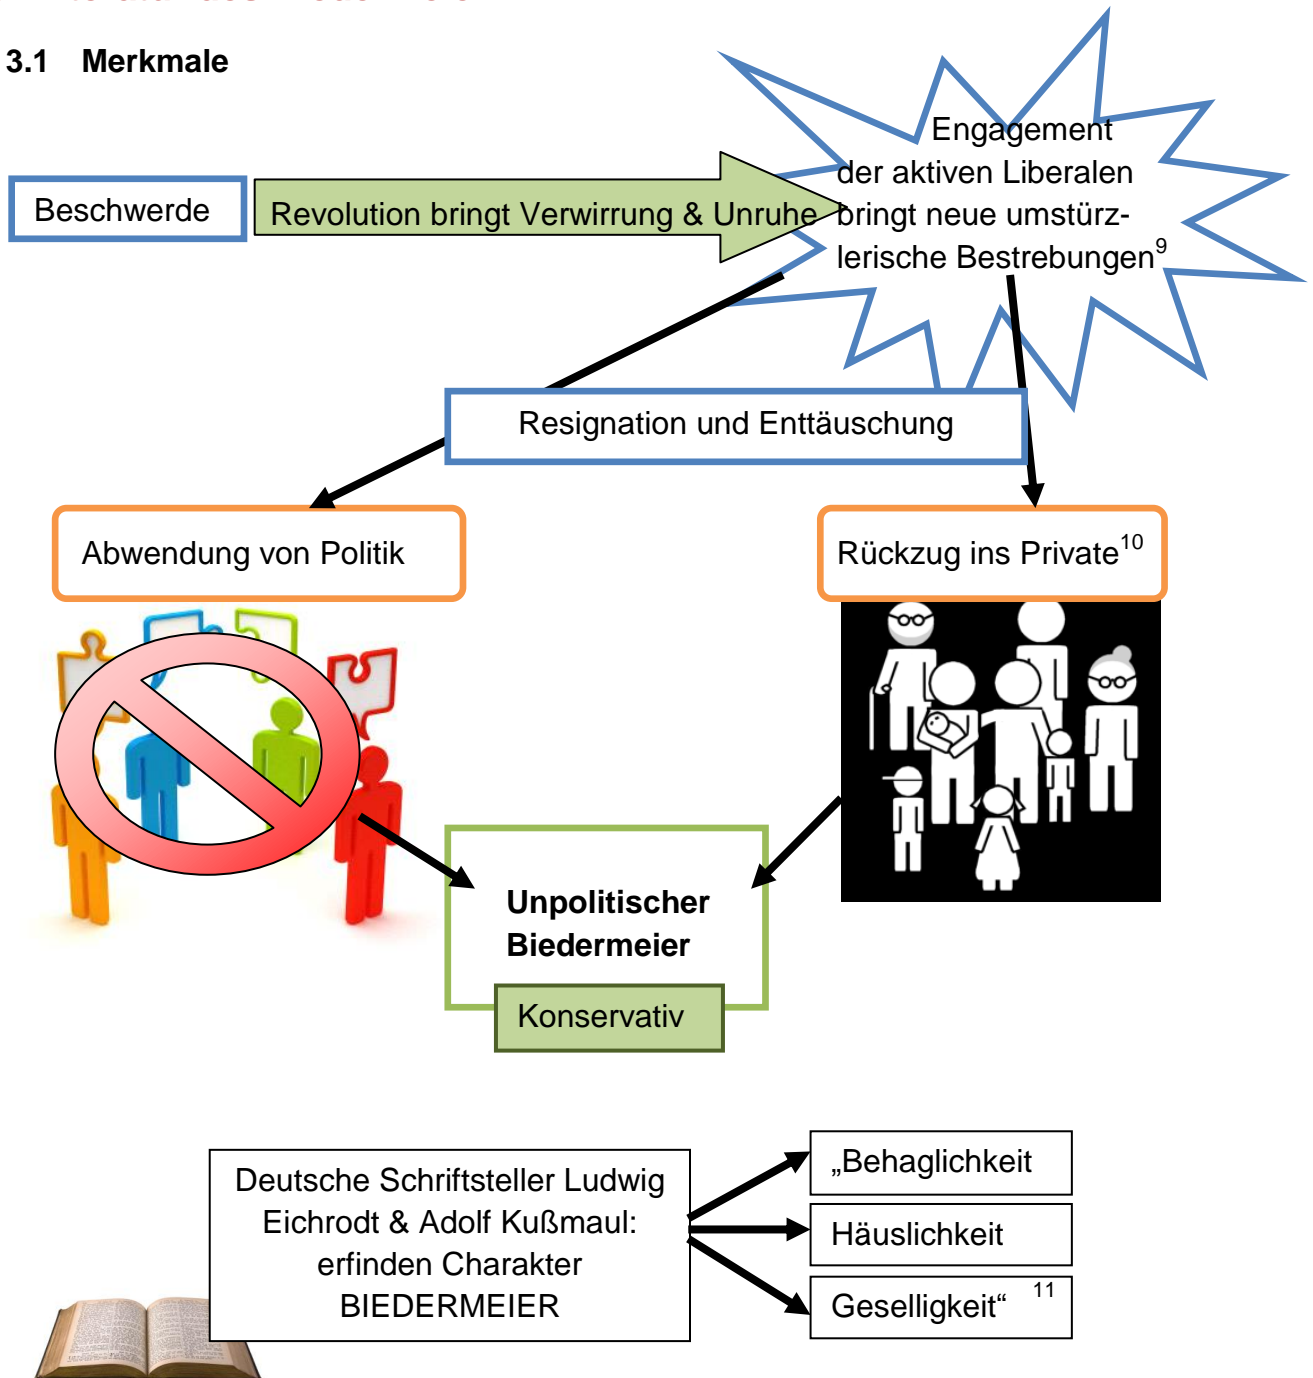 3.1 Merkmale
Engagement
der aktiven Liberalen
bringt neue umstürz-
lerische Bestrebungen⁹
Beschwerde
Revolution bringt Verwirrung & Unruhe
Resignation und Enttäuschung
Abwendung von Politik
Rückzug ins Private¹⁰
Unpolitischer
Biedermeier
Konservativ
Deutsche Schriftsteller Ludwig
Eichrodt & Adolf Kußmaul:
erfinden Charakter
BIEDERMEIER
„Behaglichkeit
Häuslichkeit
Geselligkeit“ ¹¹